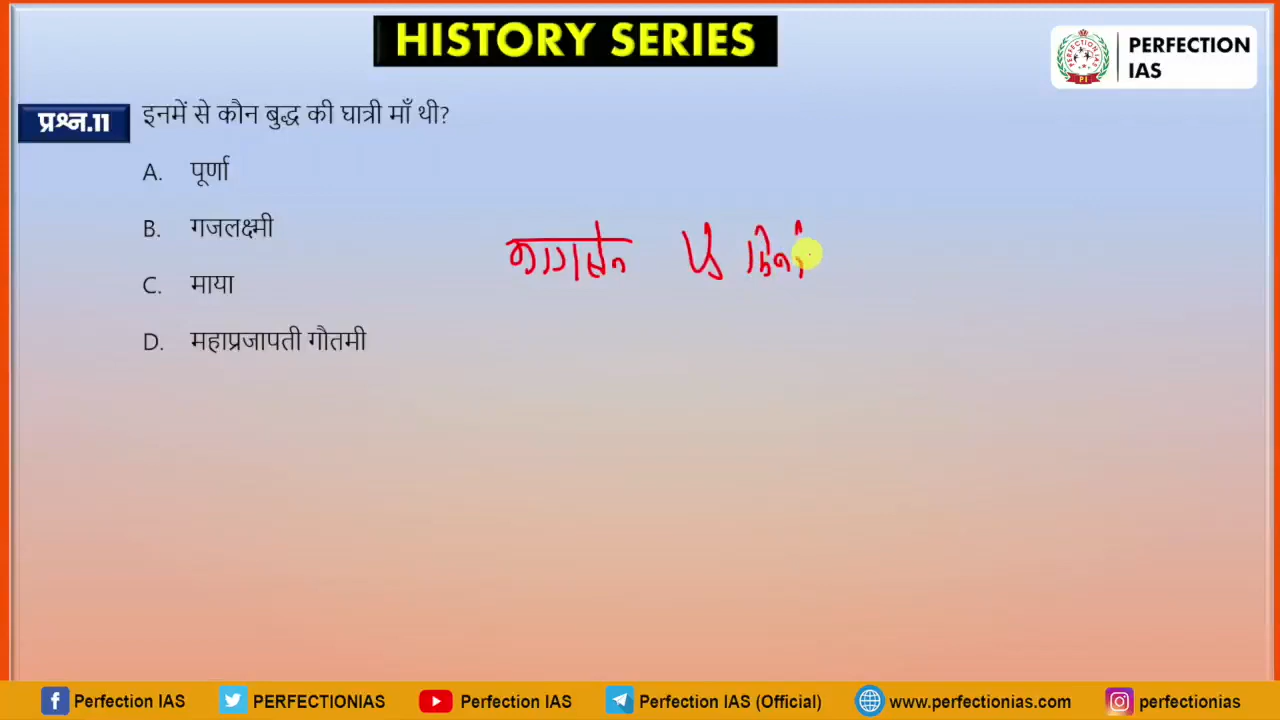 HISTORY SERIES
PERFECTION
IAS
प्रश्न.11 इनमें से कौन बुद्ध की घात्री माँ थी?
A. पूर्णा
B. गजलक्ष्मी
C. माया
D. महाप्रजापती गौतमी
Perfection IAS PERFECTIONIAS Perfection IAS Perfection IAS (Official) www.perfectionias.com perfectionias